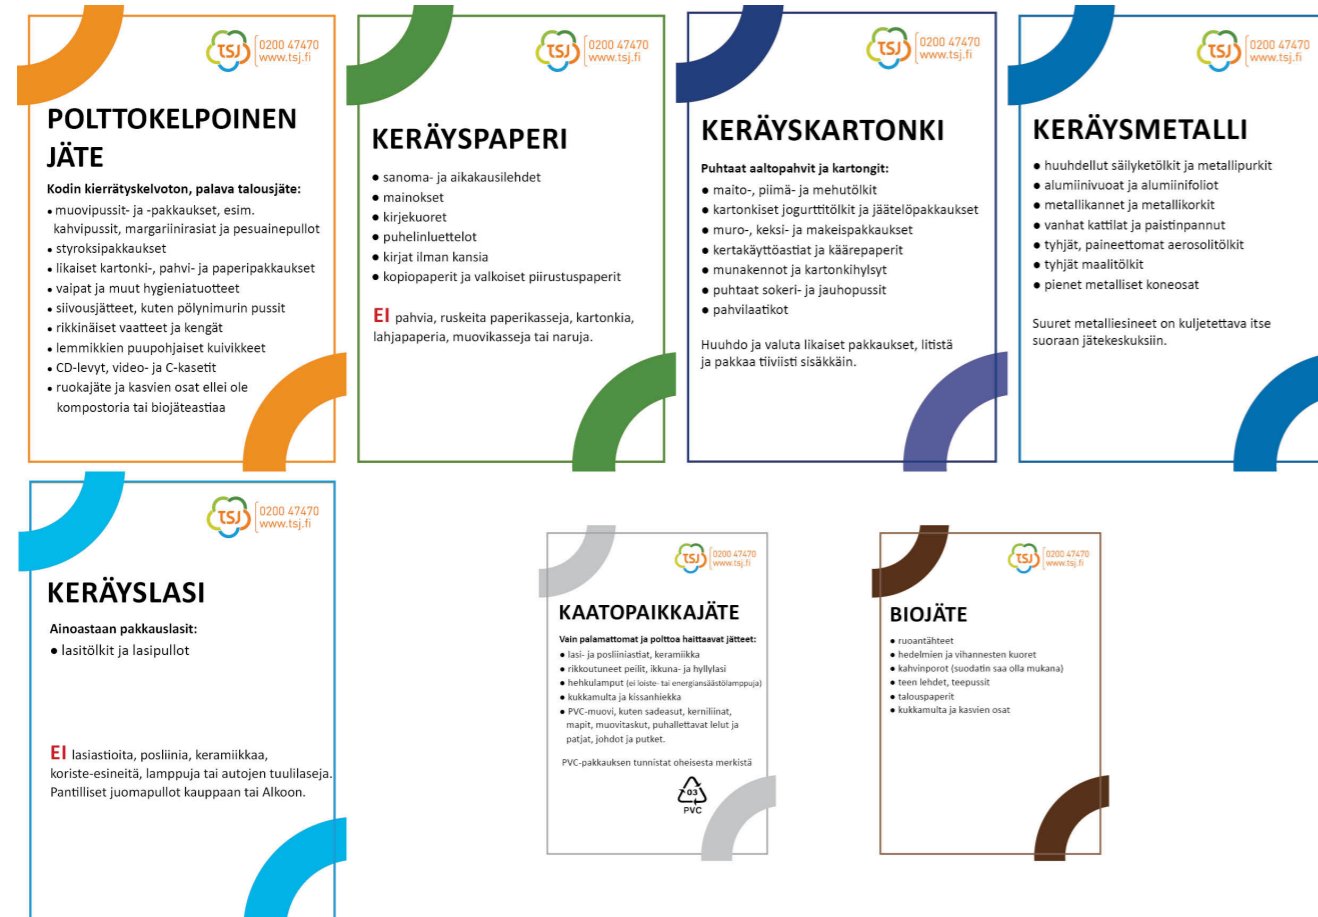 TSJ
0200 47470
www.tsj.fi
POLTTOKELPOINEN
JÄTE
Kodin kierrätyskelvoton, palava talousjäte:
• muovipussit- ja -pakkaukset, esim.
kahvipussit, margariinirasiat ja pesuainepullot
• styroksipakkaukset
• likaiset kartonki-, pahvi- ja paperipakkaukset
• vaipat ja muut hygieniatuotteet
• siivousjätteet, kuten pölynimurin pussit
• rikkinäiset vaatteet ja kengät
• lemmikkien puupohjaiset kuivikkeet
• CD-levyt, video- ja C-kasetit
• ruokajäte ja kasvien osat ellei ole
kompostoria tai biojäteastiaa
TSJ
0200 47470
www.tsj.fi
KERÄYSPAPERI
• sanoma- ja aikakausilehdet
• mainokset
• kirjekuoret
• puhelinluettelot
• kirjat ilman kansia
• kopiopaperit ja valkoiset piirustuspaperit
EI pahvia, ruskeita paperikasseja, kartonkia,
lahjapaperia, muovikasseja tai naruja.
TSJ
0200 47470
www.tsj.fi
KERÄYSKARTONKI
Puhtaat aaltopahvit ja kartongit:
• maito-, piimä- ja mehutölkit
• kartonkiset jogurttitölkit ja jäätelöpakkaukset
• muro-, keksi- ja makeispakkaukset
• kertakäyttöastiat ja käärepaperit
• munakennot ja kartonkihylsyt
• puhtaat sokeri- ja jauhopussit
• pahvilaatikot
Huuhdo ja valuta likaiset pakkaukset, litistä
ja pakkaa tiiviisti sisäkkäin.
TSJ
0200 47470
www.tsj.fi
KERÄYSMETALLI
• huuhdellut säilyketölkit ja metallipurkit
• alumiinivuoat ja alumiinifoliot
• metallikannet ja metallikorkit
• vanhat kattilat ja paistinpannut
• tyhjät, paineettomat aerosolitölkit
• tyhjät maalitölkit
• pienet metalliset koneosat
Suuret metalliesineet on kuljetettava itse
suoraan jätekeskuksiin.
TSJ
0200 47470
www.tsj.fi
KERÄYSLASI
Ainoastaan pakkauslasit:
• lasitölkit ja lasipullot
EI lasiastioita, posliinia, keramiikkaa,
koriste-esineitä, lamppuja tai autojen tuulilaseja.
Pantilliset juomapullot kauppaan tai Alkoon.
TSJ
0200 47470
www.tsj.fi
KAATOPAIKKAJÄTE
Vain palamattomat ja polttoa haittaavat jätteet:
• lasi- ja posliiniastiat, keramiikka
• rikkoutuneet peilit, ikkuna- ja hyllylasi
• hehkulamput (ei loiste- tai energiansäästölamppuja)
• kukkamulta ja kissanhiekka
• PVC-muovi, kuten sadeasut, kerniliinat,
mapit, muovitaskut, puhallettavat lelut ja
patjat, johdot ja putket.
PVC-pakkauksen tunnistat oheisesta merkistä
03
PVC
TSJ
0200 47470
www.tsj.fi
BIOJÄTE
• ruoantähteet
• hedelmien ja vihannesten kuoret
• kahvinporot (suodatin saa olla mukana)
• teen lehdet, teepussit
• talouspaperit
• kukkamulta ja kasvien osat